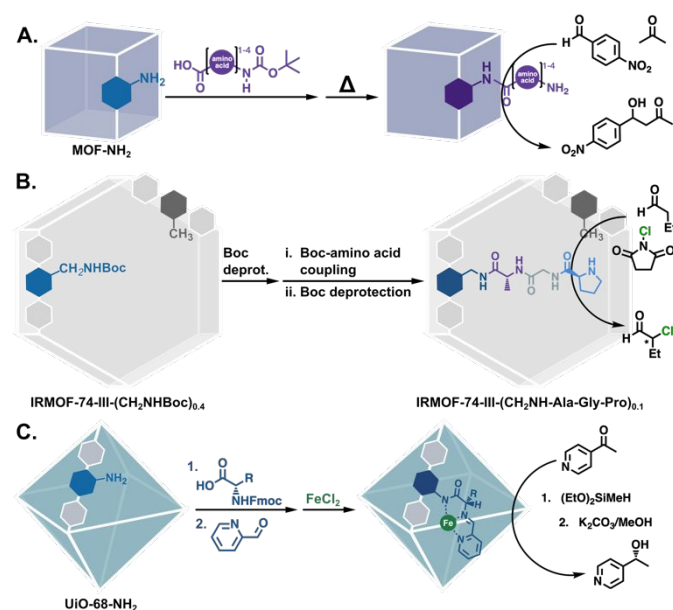 A.
HO
O
amino acid
1-4
N
H
O
O
NH2
MOF-NH2
Δ
H
N
O
amino acid
1-4
NH2
O
H
NO2
O
OH
O
O2N
B.
CH3
CH2NHBoc
Boc
deprot.
i. Boc-amino acid
coupling
ii. Boc deprotection
CH3
N
H
O
H
N
O
N
H
O
H
N
O
H
Et
Cl
O
N
O
O
H
Cl
*
Et
IRMOF-74-III-(CH2NHBoc)0.4
IRMOF-74-III-(CH2NH-Ala-Gly-Pro)0.1
C.
NH2
1.
O
HO
R
NHFmoc
2.
N
O
FeCl2
O
R
H
N
N
Fe
N
O
N
1. (EtO)2SiMeH
2. K2CO3/MeOH
OH
N
UiO-68-NH2